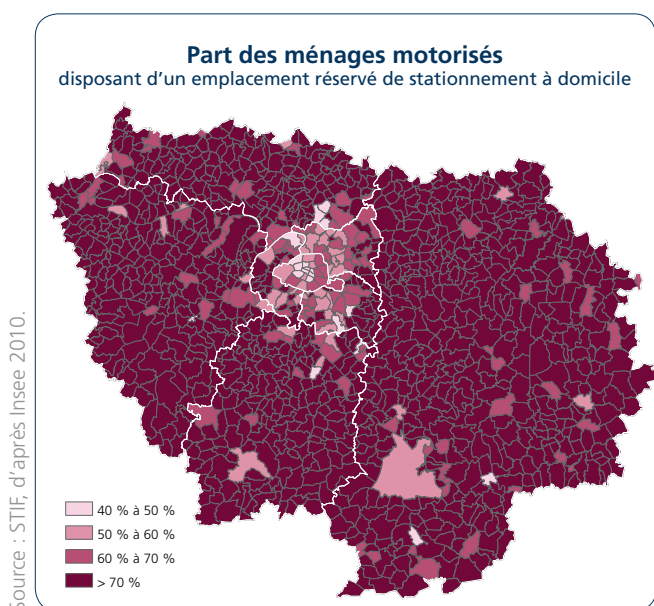 Part des ménages motorisés
disposant d'un emplacement réservé de stationnement à domicile
Source : STIF, d'après Insee 2010.
40 % à 50 %
50 % à 60 %
60 % à 70 %
> 70 %